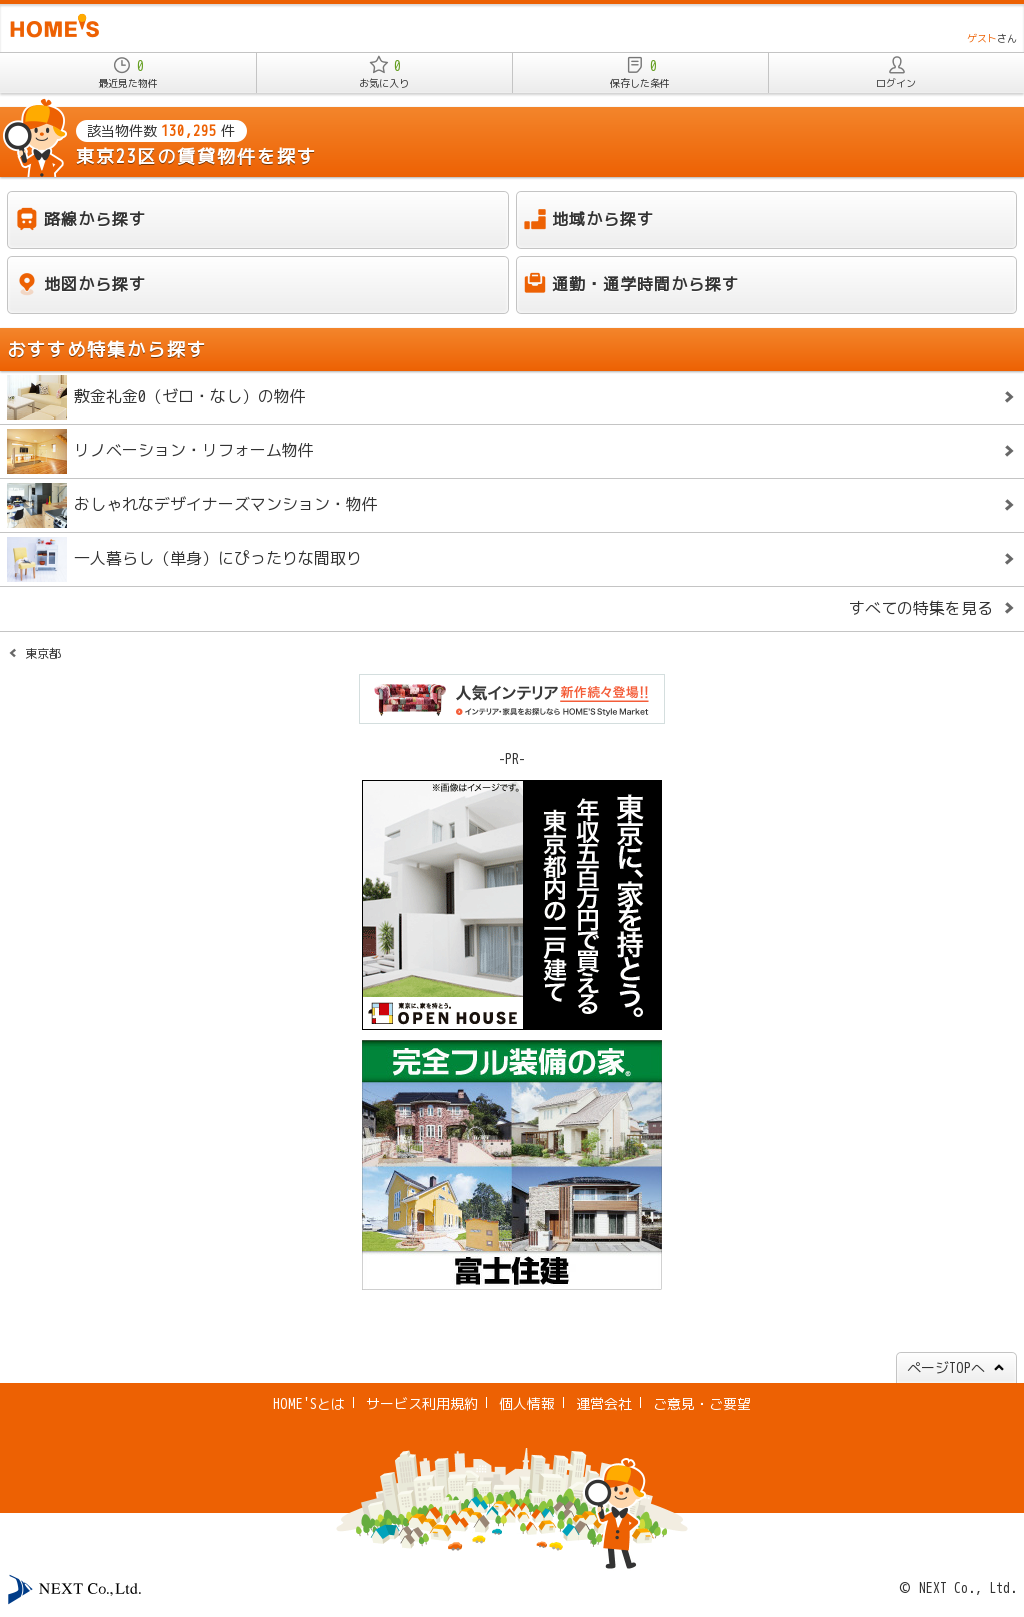 HOME'S
ゲストさん
0
最近見た物件
0
お気に入り
0
保存した条件
ログイン
該当物件数 130,295 件
東京23区の賃貸物件を探す
路線から探す
地域から探す
地図から探す
通勤・通学時間から探す
おすすめ特集から探す
敷金礼金0（ゼロ・なし）の物件
リノベーション・リフォーム物件
おしゃれなデザイナーズマンション・物件
一人暮らし（単身）にぴったりな間取り
すべての特集を見る
東京都
人気インテリア 新作続々登場!!
インテリア・家具をお探しなら HOME'S Style Market
-PR-
※画像はイメージです。
東京に、家を持とう。
年収五百万円で買える
東京都内の一戸建て
東京に、家を持とう。
OPEN HOUSE
完全フル装備の家®
富士住建
ページTOPへ
HOME'Sとは | サービス利用規約 | 個人情報 | 運営会社 | ご意見・ご要望
NEXT Co.,Ltd.
© NEXT Co., Ltd.